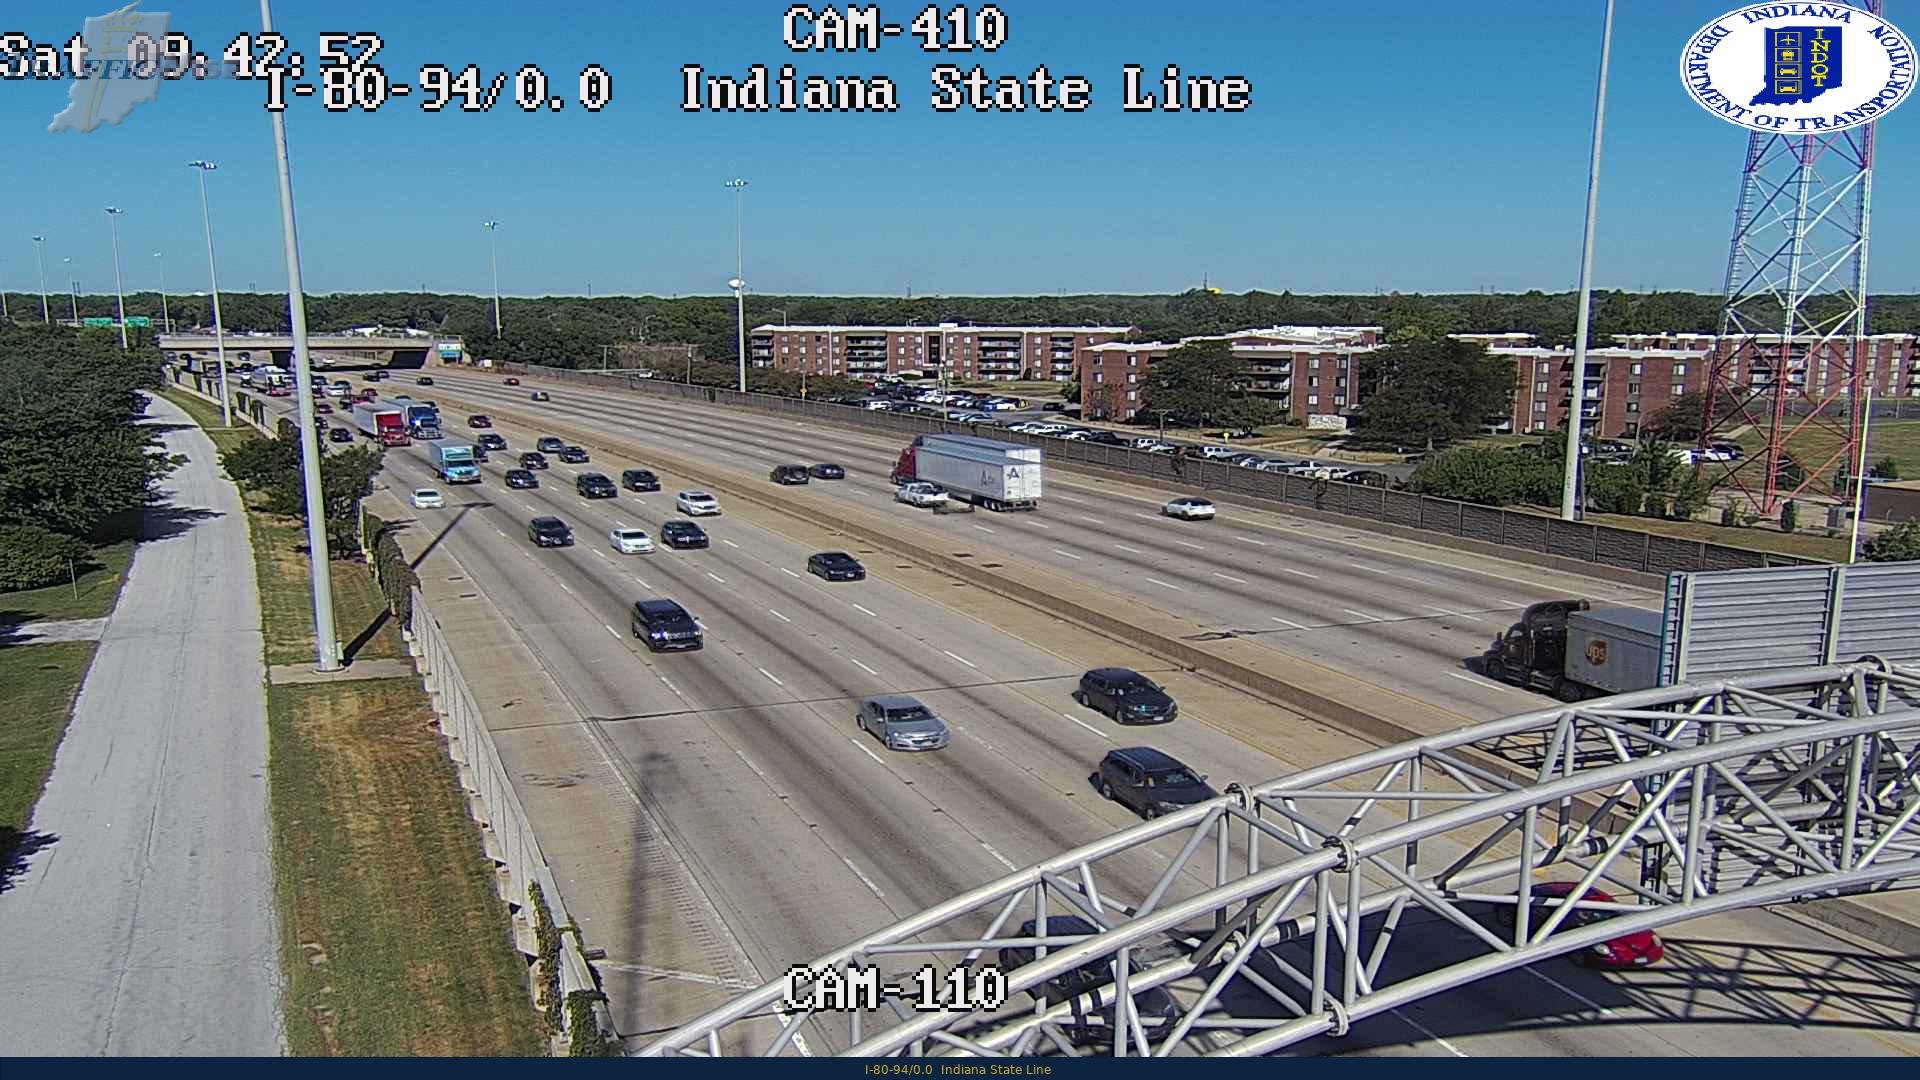 CAM-410
Sat 09:42:52
TRAFFICWISE
I-80-94/0.0 Indiana State Line
INDIANA
DEPARTMENT OF TRANSPORTATION
INDOT
A
ups
CAM-110
I-80-94/0.0 Indiana State Line